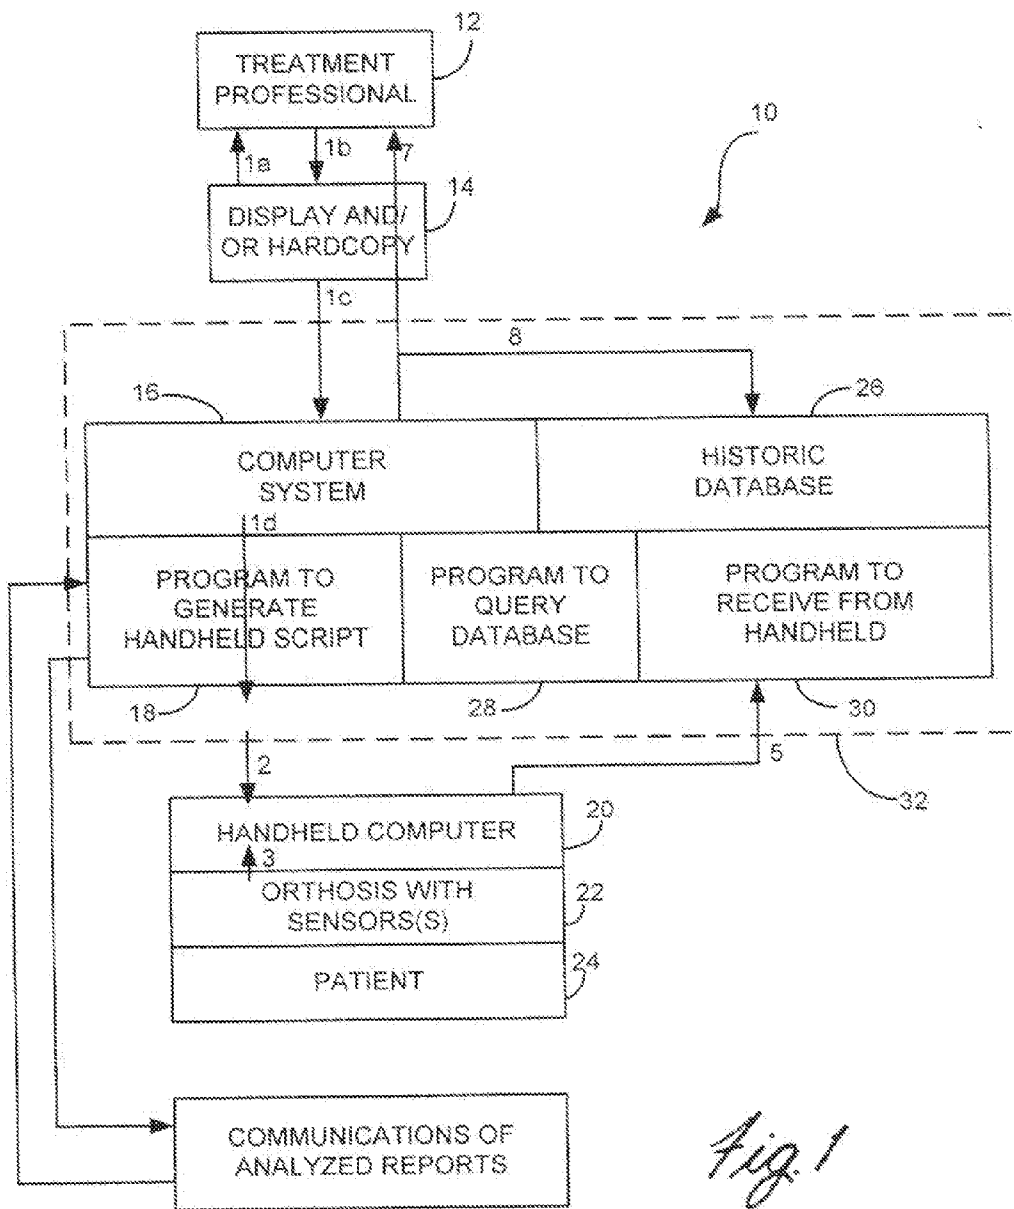 12
TREATMENT
PROFESSIONAL
10
1a
1b
7
14
DISPLAY AND/
OR HARDCOPY
1c
8
16
26
COMPUTER
SYSTEM
HISTORIC
DATABASE
1d
PROGRAM TO
GENERATE
HANDHELD SCRIPT
PROGRAM TO
QUERY
DATABASE
PROGRAM TO
RECEIVE FROM
HANDHELD
18
28
30
2
5
32
HANDHELD COMPUTER
20
3
ORTHOSIS WITH
SENSORS(S)
22
PATIENT
24
COMMUNICATIONS OF
ANALYZED REPORTS
Fig. 1